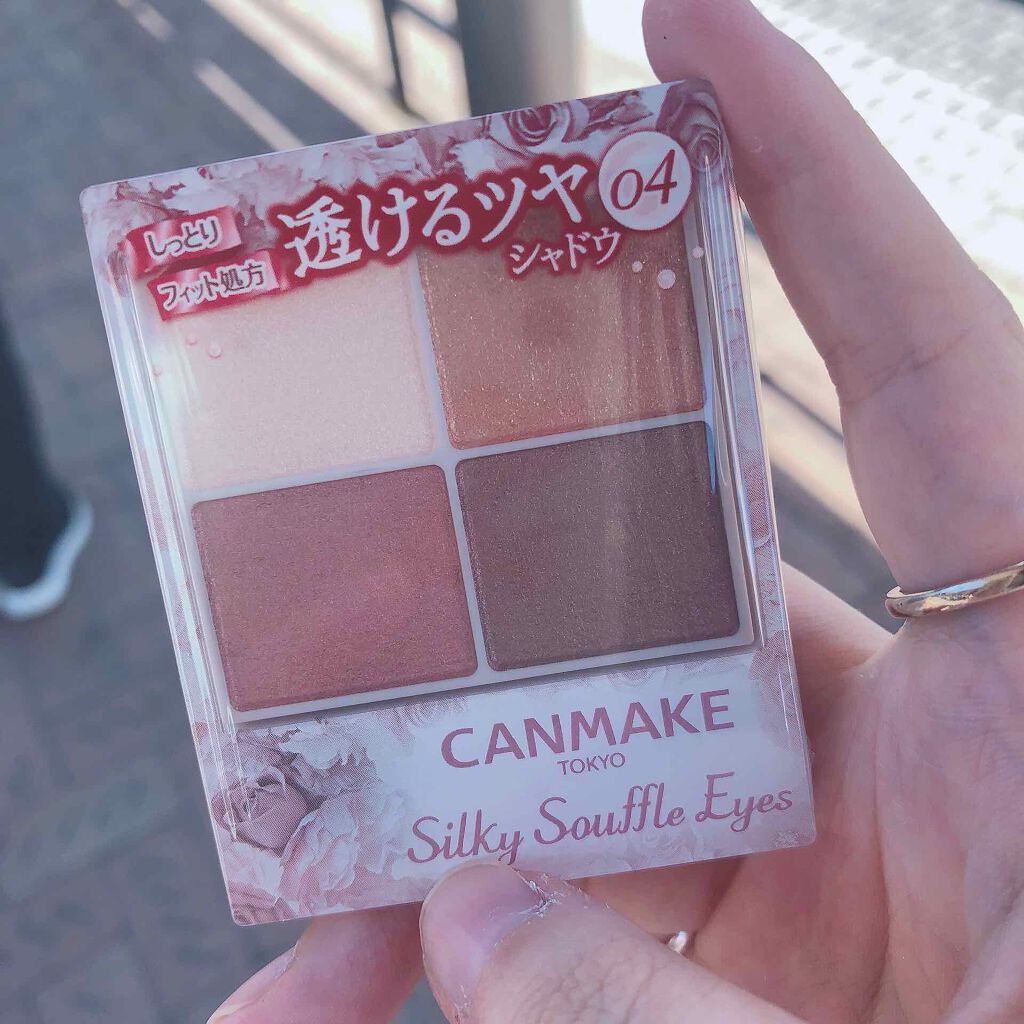 しっとり
フィット処方
透けるツヤ
シャドウ
04
CANMAKE
TOKYO
Silky Souffle Eyes